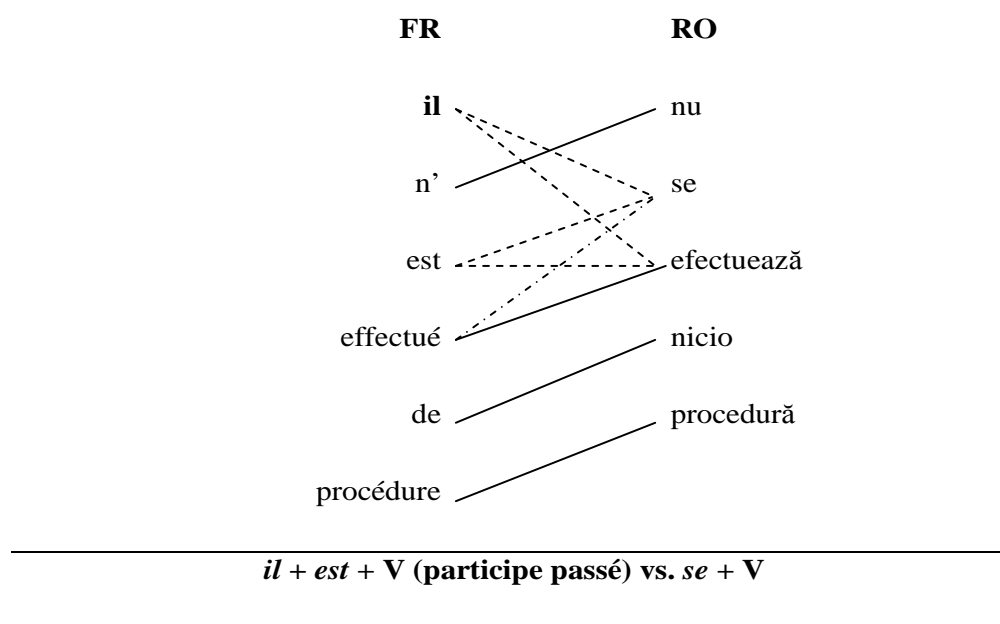 FR RO
il nu
n’ se
est efectuează
effectué nicio
de procedură
procédure
il + est + V (participe passé) vs. se + V